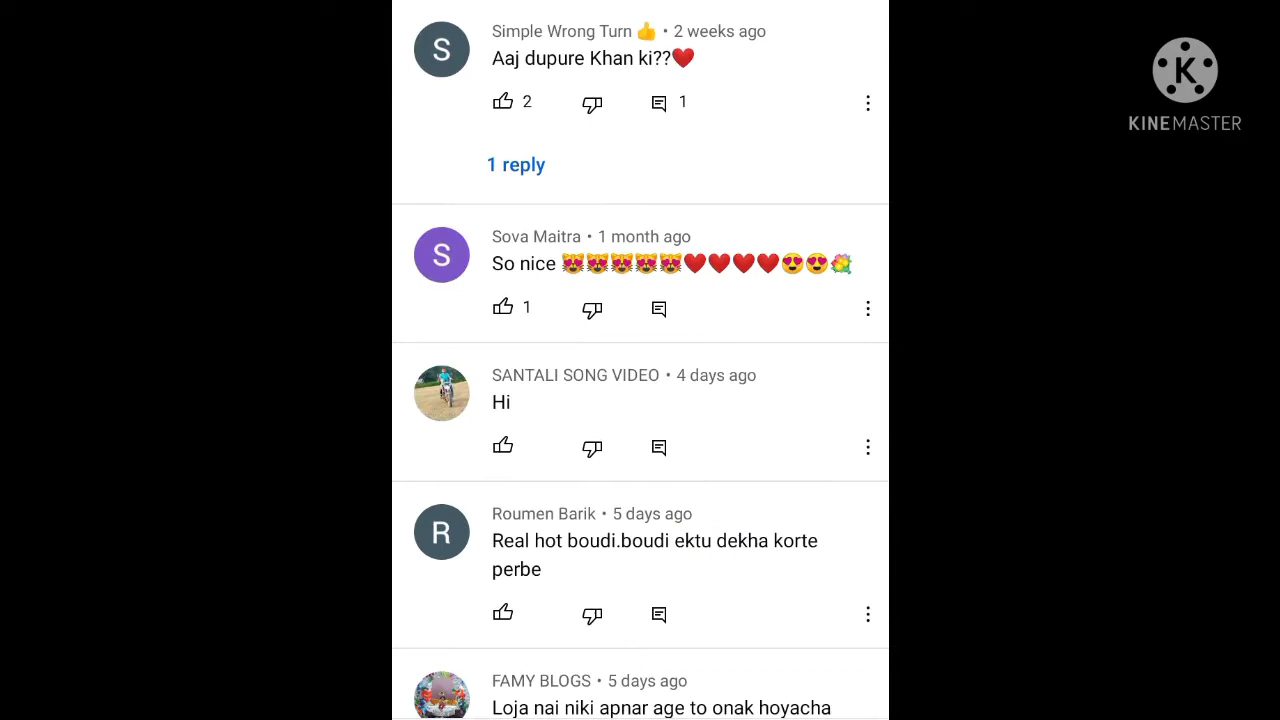 Simple Wrong Turn 👍 • 2 weeks ago
Aaj dupure Khan ki??❤️
2 1
1 reply
S
Sova Maitra • 1 month ago
So nice 😻😻😻😻😻❤️❤️❤️❤️😍😍💐
1
SANTALI SONG VIDEO • 4 days ago
Hi
R
Roumen Barik • 5 days ago
Real hot boudi.boudi ektu dekha korte
perbe
FAMY BLOGS • 5 days ago
Loja nai niki apnar age to onak hoyacha
S
K
KINEMASTER